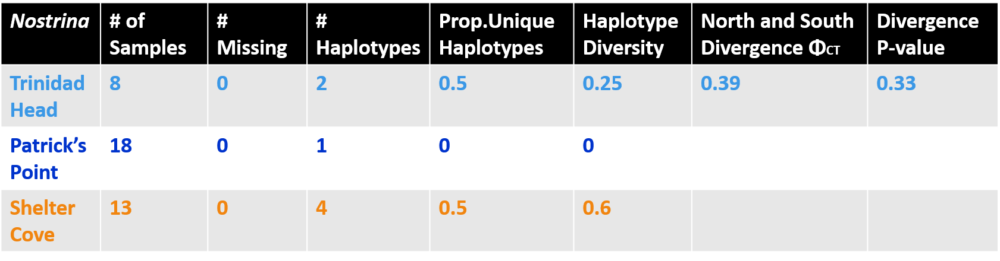 Nostrina # of Samples # Missing # Haplotypes Prop.Unique Haplotypes Haplotype Diversity North and South Divergence ΦCT Divergence P-value
Trinidad Head 8 0 2 0.5 0.25 0.39 0.33
Patrick’s Point 18 0 1 0 0
Shelter Cove 13 0 4 0.5 0.6